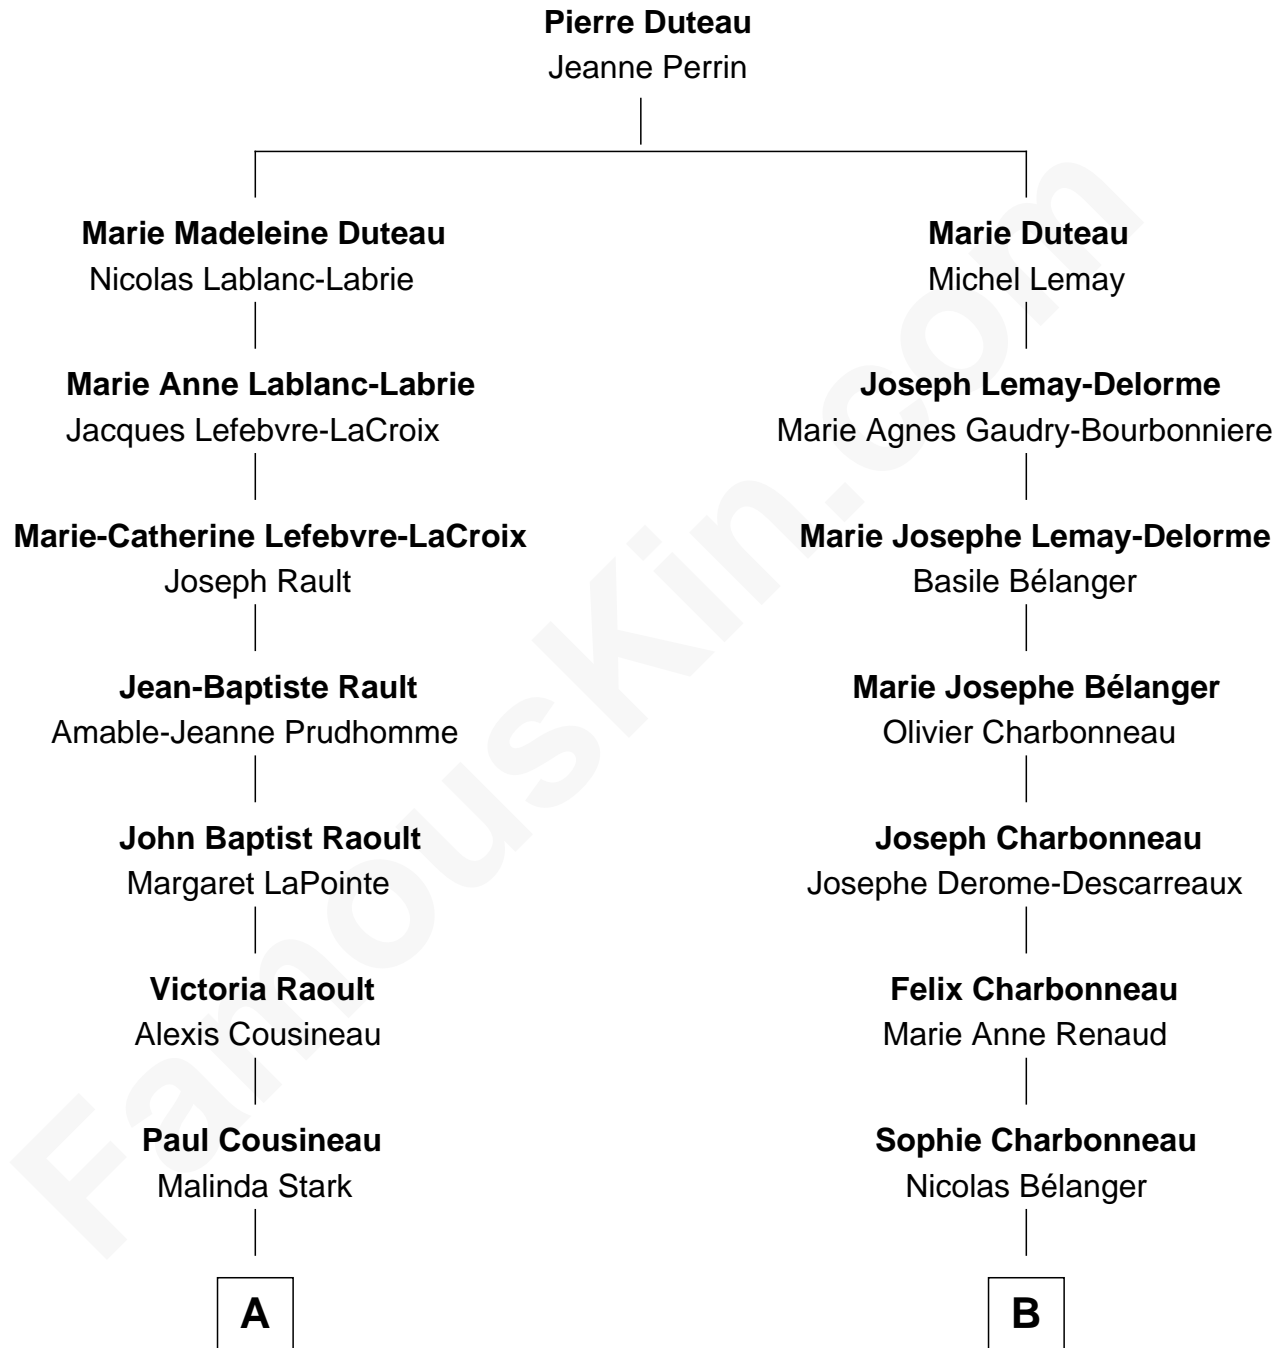 Pierre Duteau
Jeanne Perrin
Marie Madeleine Duteau
Nicolas Lablanc-Labrie
Marie Duteau
Michel Lemay
Marie Anne Lablanc-Labrie
Jacques Lefebvre-LaCroix
Joseph Lemay-Delorme
Marie Agnes Gaudry-Bourbonniere
Marie-Catherine Lefebvre-LaCroix
Joseph Rault
Marie Josephe Lemay-Delorme
Basile Bélanger
Jean-Baptiste Rault
Amable-Jeanne Prudhomme
Marie Josephe Bélanger
Olivier Charbonneau
John Baptist Raoult
Margaret LaPointe
Joseph Charbonneau
Josephe Derome-Descarreaux
Victoria Raoult
Alexis Cousineau
Felix Charbonneau
Marie Anne Renaud
Paul Cousineau
Malinda Stark
Sophie Charbonneau
Nicolas Bélanger
A
B
FamousKin.com